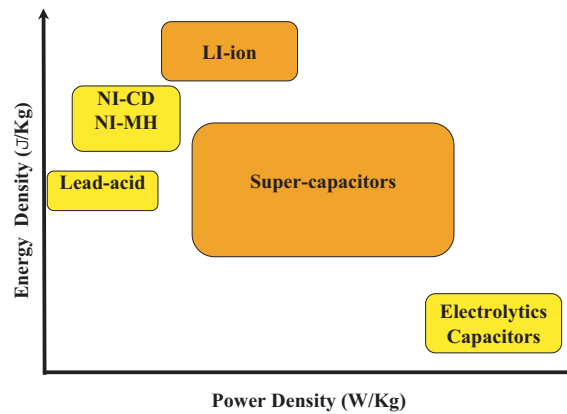 LI-ion
NI-CD
NI-MH
Lead-acid
Super-capacitors
Electrolytics
Capacitors
Energy Density (J/Kg)
Power Density (W/Kg)